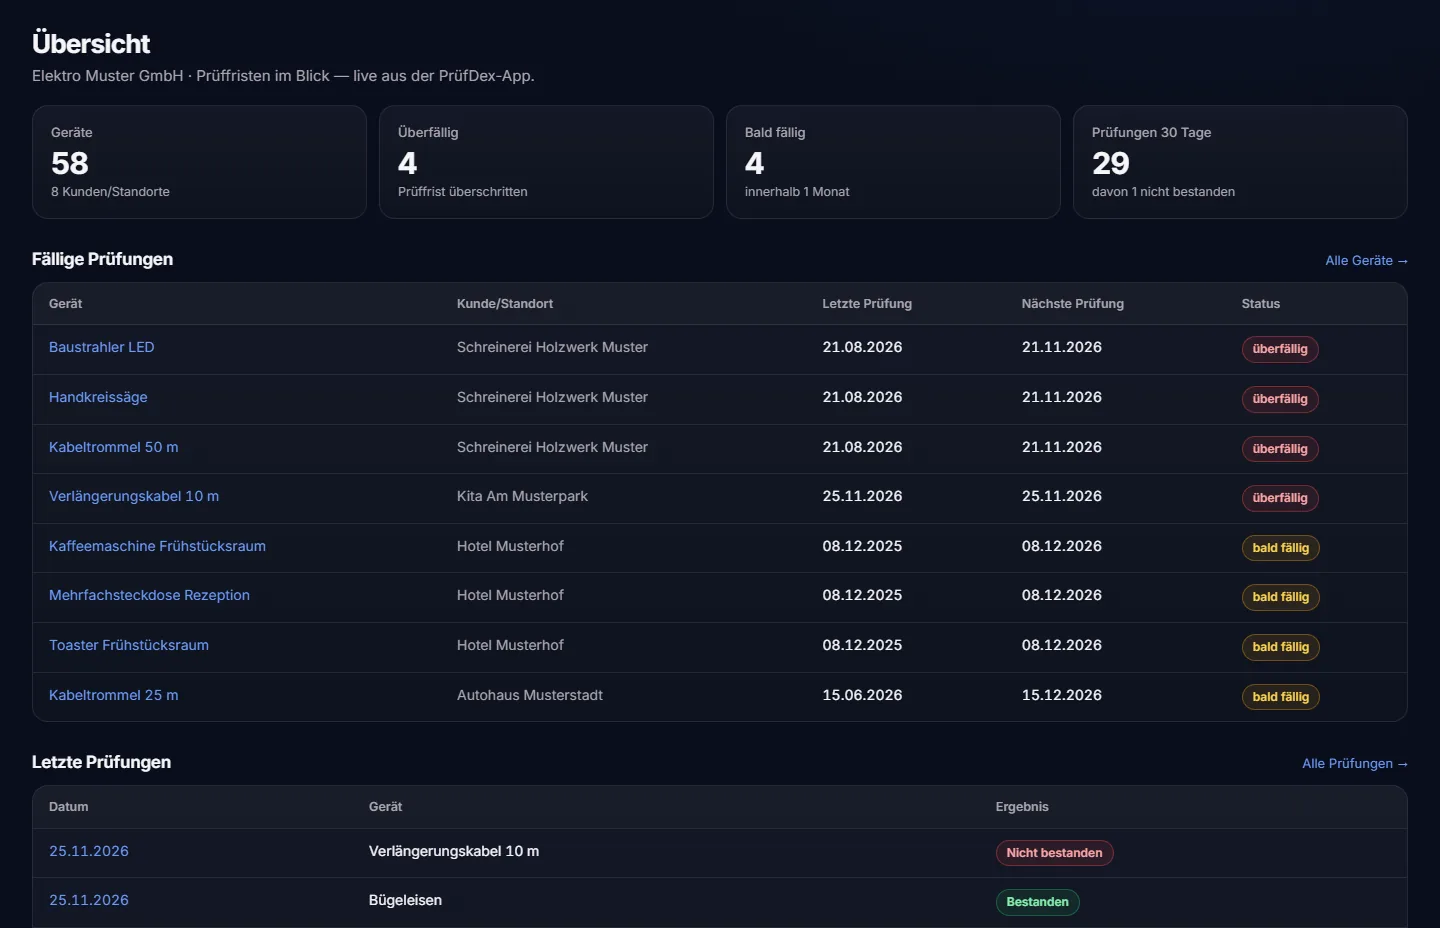 Übersicht
Elektro Muster GmbH · Prüffristen im Blick — live aus der PrüfDex-App.
Geräte
58
8 Kunden/Standorte
Überfällig
4
Prüffrist überschritten
Bald fällig
4
innerhalb 1 Monat
Prüfungen 30 Tage
29
davon 1 nicht bestanden
Fällige Prüfungen
Alle Geräte →
Gerät Kunde/Standort Letzte Prüfung Nächste Prüfung Status
Baustrahler LED Schreinerei Holzwerk Muster 21.08.2026 21.11.2026 überfällig
Handkreissäge Schreinerei Holzwerk Muster 21.08.2026 21.11.2026 überfällig
Kabeltrommel 50 m Schreinerei Holzwerk Muster 21.08.2026 21.11.2026 überfällig
Verlängerungskabel 10 m Kita Am Musterpark 25.11.2026 25.11.2026 überfällig
Kaffeemaschine Frühstücksraum Hotel Musterhof 08.12.2025 08.12.2026 bald fällig
Mehrfachsteckdose Rezeption Hotel Musterhof 08.12.2025 08.12.2026 bald fällig
Toaster Frühstücksraum Hotel Musterhof 08.12.2025 08.12.2026 bald fällig
Kabeltrommel 25 m Autohaus Musterstadt 15.06.2026 15.12.2026 bald fällig
Letzte Prüfungen
Alle Prüfungen →
Datum Gerät Ergebnis
25.11.2026 Verlängerungskabel 10 m Nicht bestanden
25.11.2026 Bügeleisen Bestanden